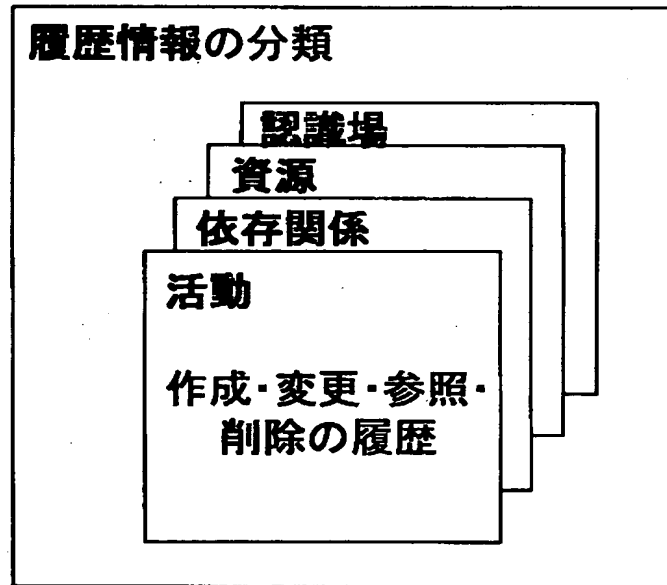 履歴情報の分類
認識場
資源
依存関係
活動
作成・変更・参照・
削除の履歴